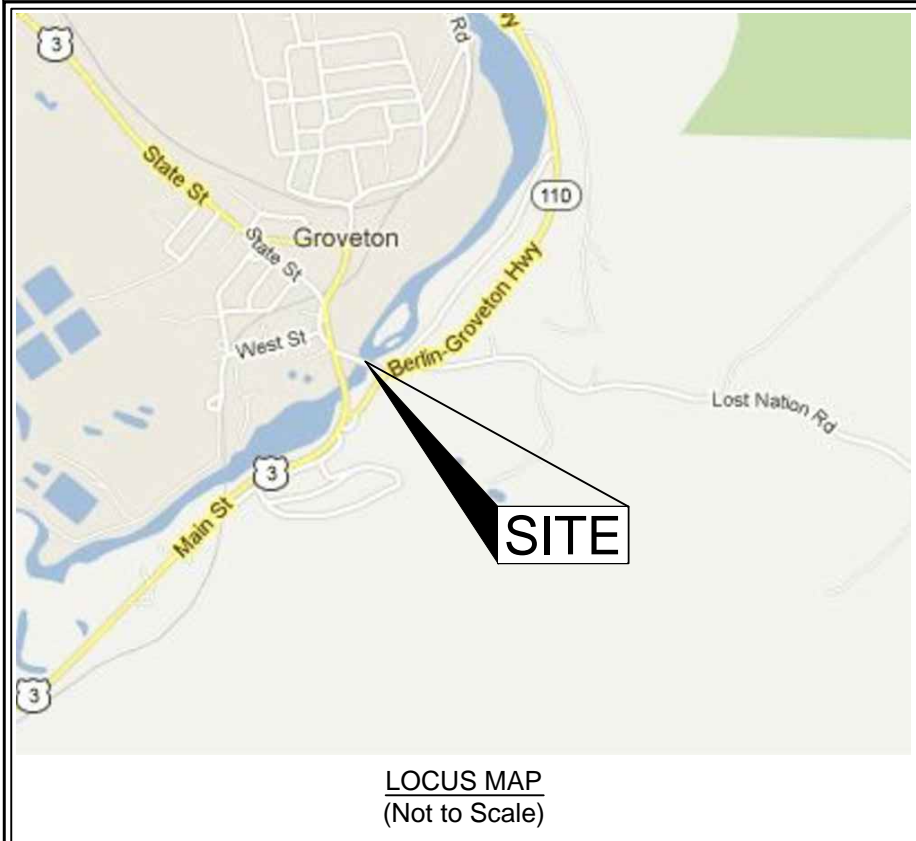 3
Rd
y
State St
110
State St
Groveton
Berlin-Groveton Hwy
West St
Lost Nation Rd
3
Main St
SITE
3
LOCUS MAP
(Not to Scale)